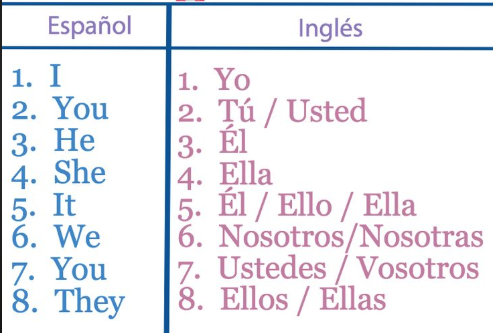 Español Inglés
1. I 1. Yo
2. You 2. Tú / Usted
3. He 3. Él
4. She 4. Ella
5. It 5. Él / Ello / Ella
6. We 6. Nosotros/Nosotras
7. You 7. Ustedes / Vosotros
8. They 8. Ellos / Ellas